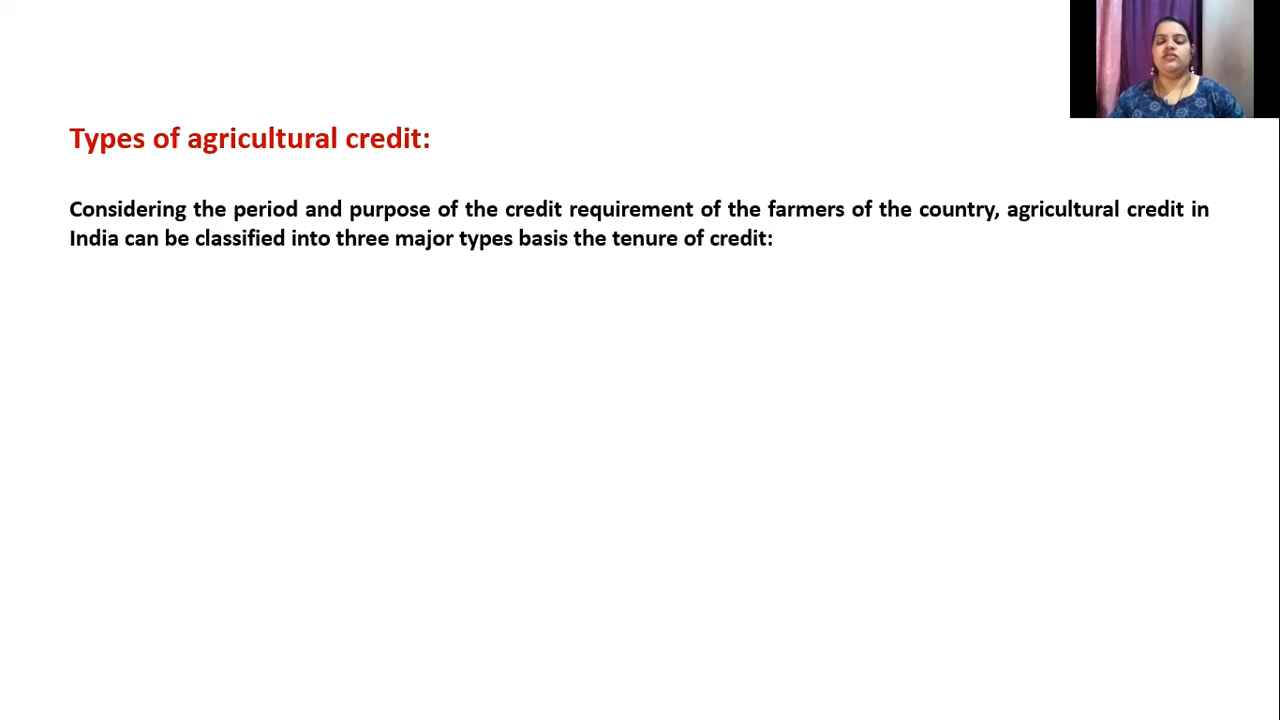 Types of agricultural credit:
Considering the period and purpose of the credit requirement of the farmers of the country, agricultural credit in
India can be classified into three major types basis the tenure of credit: